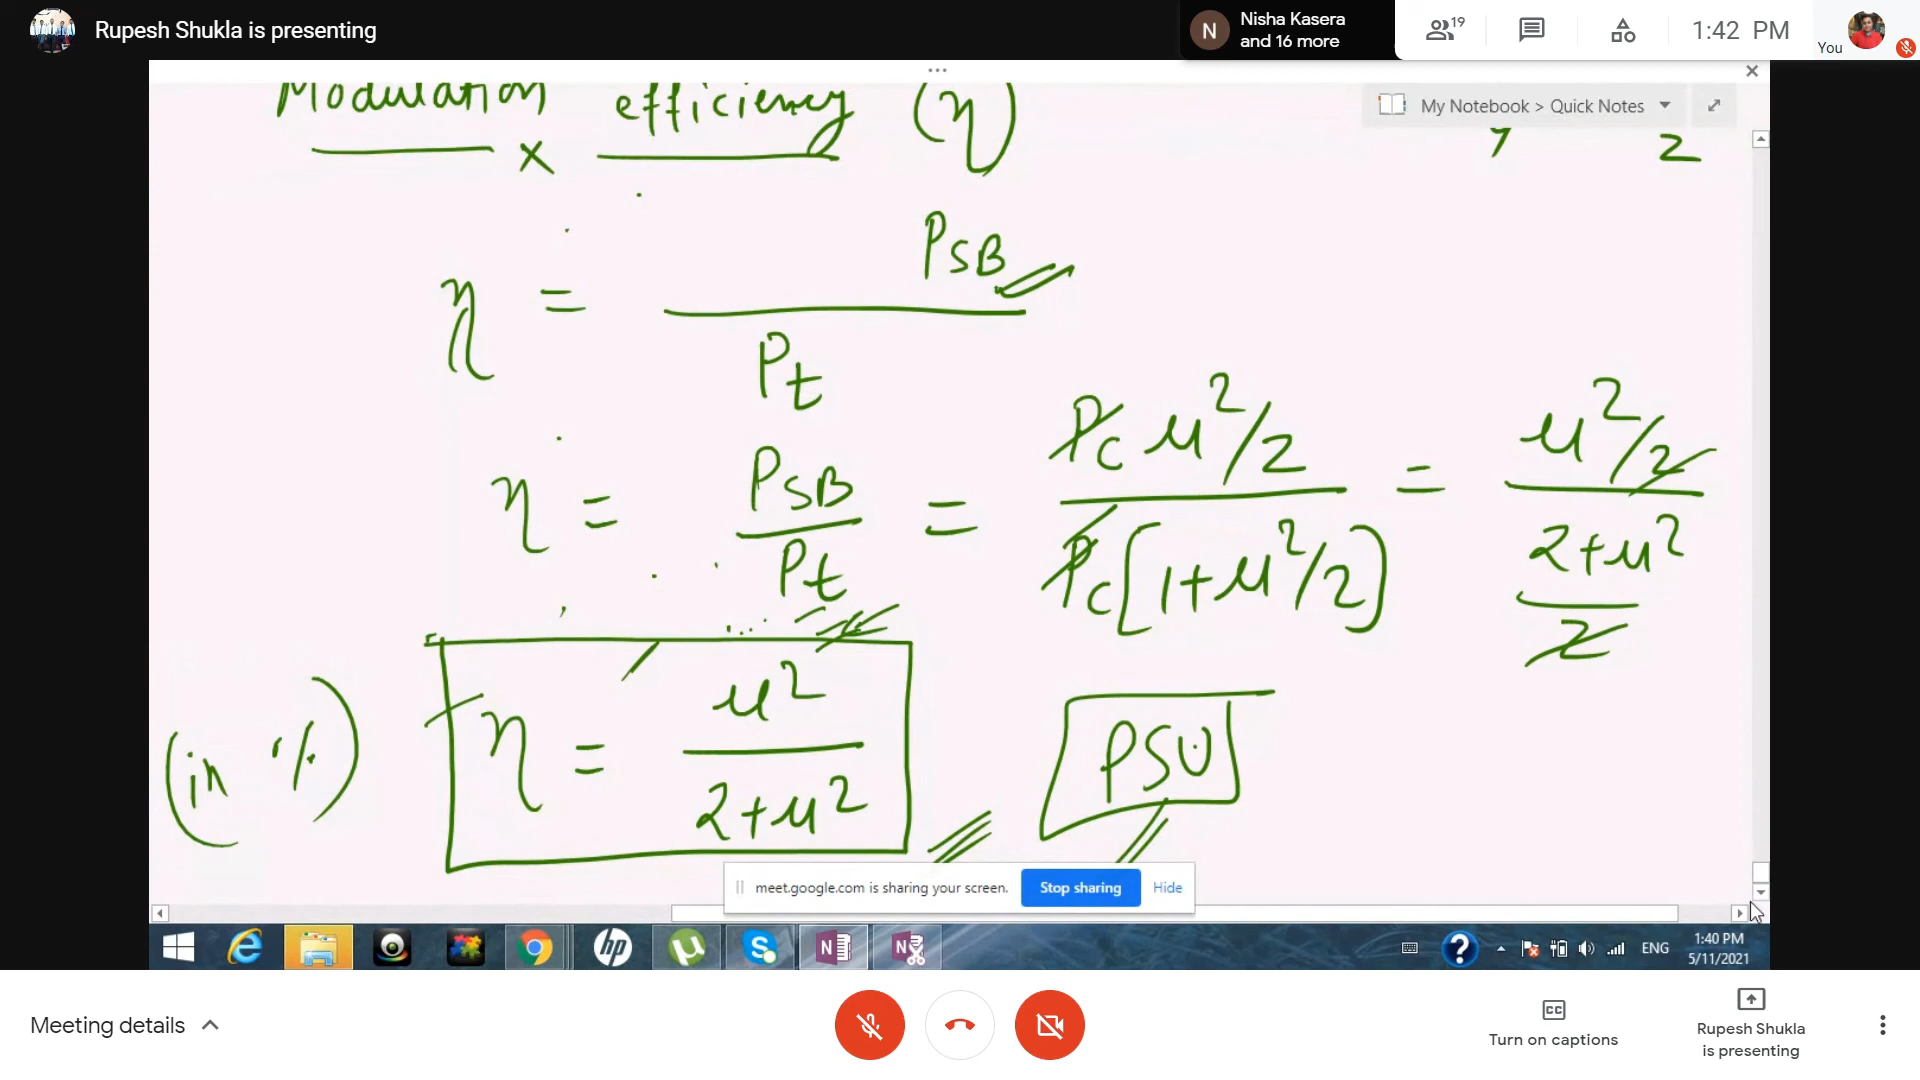 Rupesh Shukla is presenting
N
Nisha Kasera
and 16 more
19
1:42 PM
You
Modulation efficiency (η)
×
My Notebook > Quick Notes
2
η = PSB / Pt
η = PSB / Pt = Pc μ²/2 / Pc[1+μ²/2] = μ²/2 / 2+μ² / 2
(in %) η = μ² / 2+μ²
PSU
meet.google.com is sharing your screen.
Stop sharing
Hide
hp
ENG
1:40 PM
5/11/2021
Meeting details
Turn on captions
Rupesh Shukla
is presenting